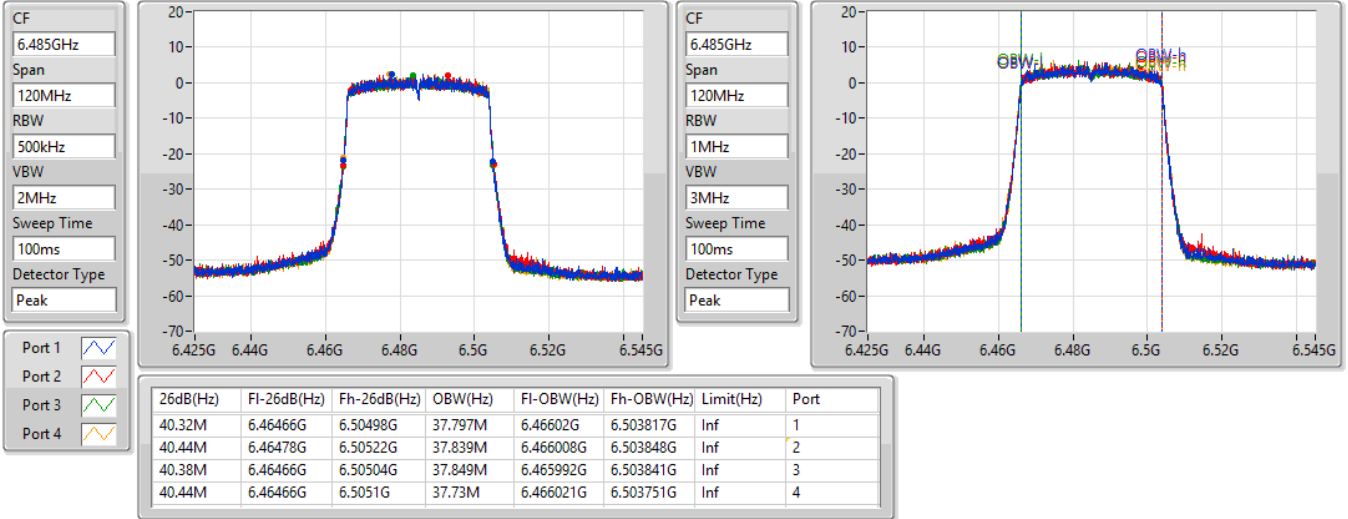 CF
6.485GHz
Span
120MHz
RBW
500kHz
VBW
2MHz
Sweep Time
100ms
Detector Type
Peak
20
10
0
-10
-20
-30
-40
-50
-60
-70
6.425G 6.44G 6.46G 6.48G 6.5G 6.52G 6.545G
CF
6.485GHz
Span
120MHz
RBW
1MHz
VBW
3MHz
Sweep Time
100ms
Detector Type
Peak
20
10
0
-10
-20
-30
-40
-50
-60
-70
OBW-l
OBW-h
OBW-h
6.425G 6.44G 6.46G 6.48G 6.5G 6.52G 6.545G
Port 1
Port 2
Port 3
Port 4
26dB(Hz) Fl-26dB(Hz) Fh-26dB(Hz) OBW(Hz) Fl-OBW(Hz) Fh-OBW(Hz) Limit(Hz) Port
40.32M 6.46466G 6.50498G 37.797M 6.46602G 6.503817G Inf 1
40.44M 6.46478G 6.50522G 37.839M 6.466008G 6.503848G Inf 2
40.38M 6.46466G 6.50504G 37.849M 6.465992G 6.503841G Inf 3
40.44M 6.46466G 6.5051G 37.73M 6.466021G 6.503751G Inf 4